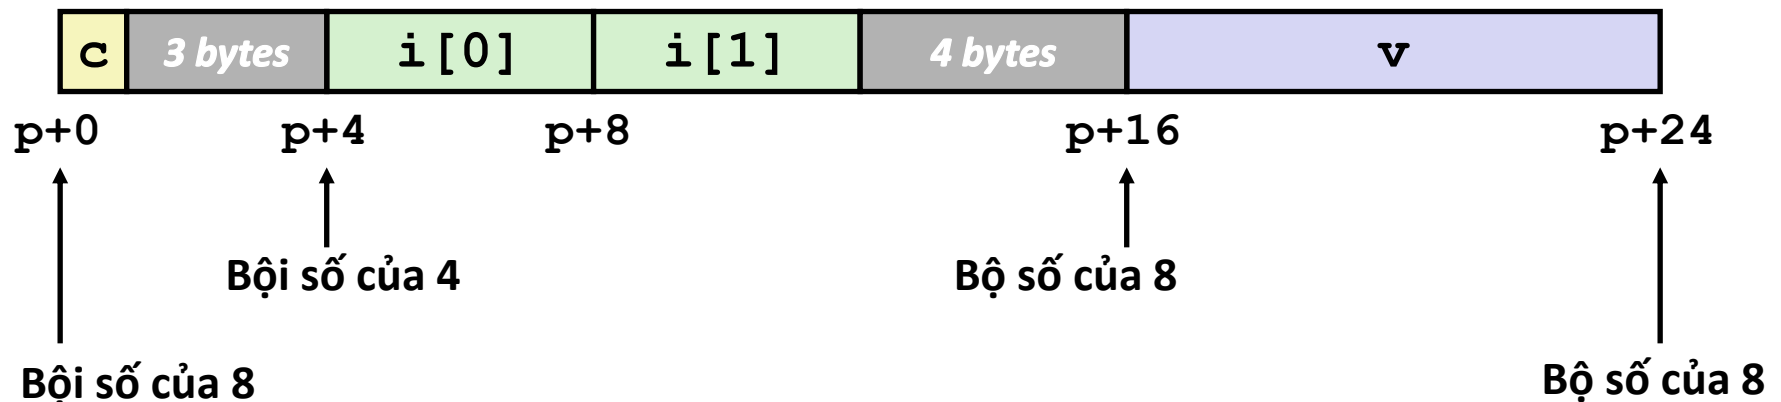 c 3 bytes i[0] i[1] 4 bytes v
p+0 p+4 p+8 p+16 p+24
Bội số của 4 Bộ số của 8
Bội số của 8 Bộ số của 8